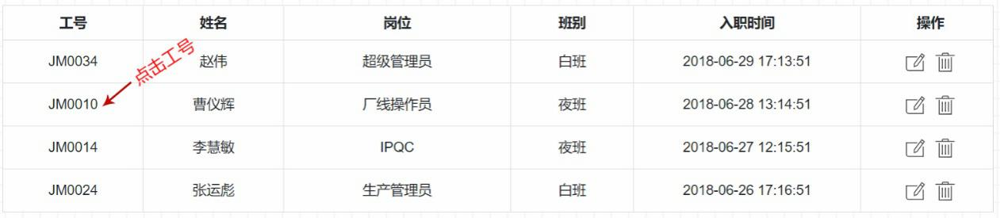 工号 姓名 岗位 班别 入职时间 操作
点击工号
JM0034 赵伟 超级管理员 白班 2018-06-29 17:13:51
JM0010 曹仪辉 厂线操作员 夜班 2018-06-28 13:14:51
JM0014 李慧敏 IPQC 夜班 2018-06-27 12:15:51
JM0024 张运彪 生产管理员 白班 2018-06-26 17:16:51